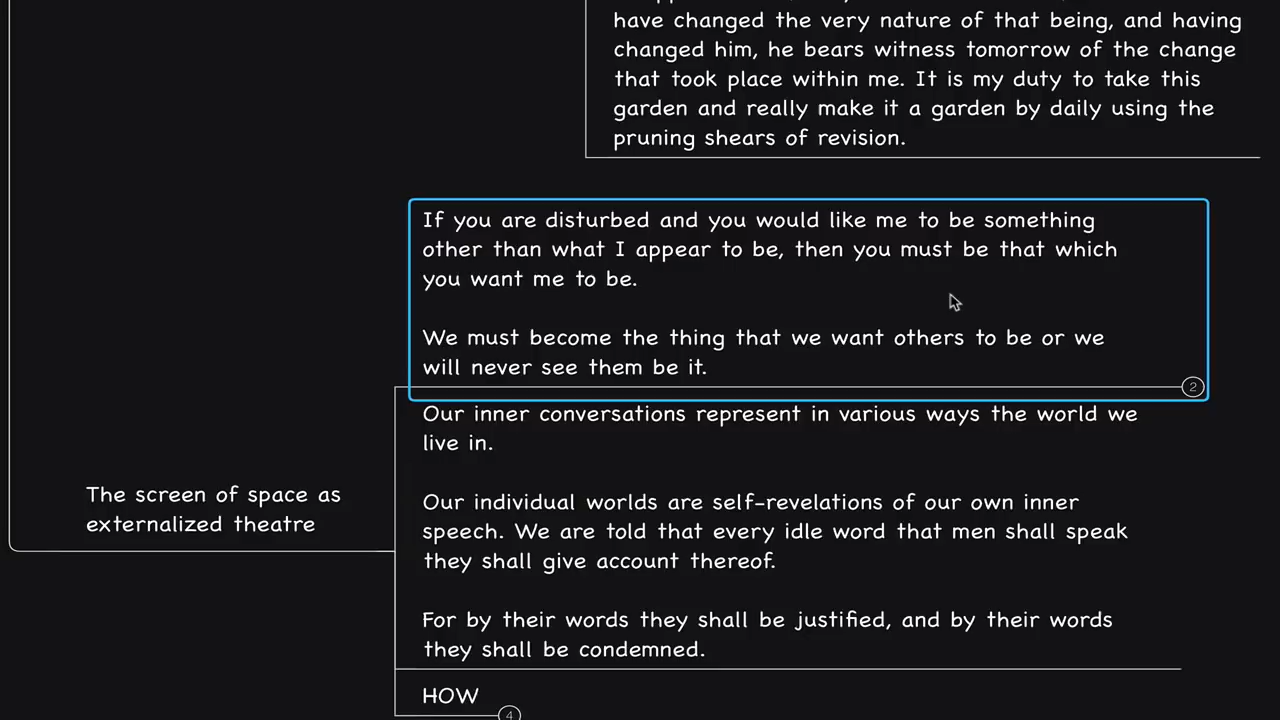 have changed the very nature of that being, and having
changed him, he bears witness tomorrow of the change
that took place within me. It is my duty to take this
garden and really make it a garden by daily using the
pruning shears of revision.
If you are disturbed and you would like me to be something
other than what I appear to be, then you must be that which
you want me to be.
We must become the thing that we want others to be or we
will never see them be it.
2
Our inner conversations represent in various ways the world we
live in.
Our individual worlds are self-revelations of our own inner
speech. We are told that every idle word that men shall speak
they shall give account thereof.
For by their words they shall be justified, and by their words
they shall be condemned.
The screen of space as
externalized theatre
HOW
4